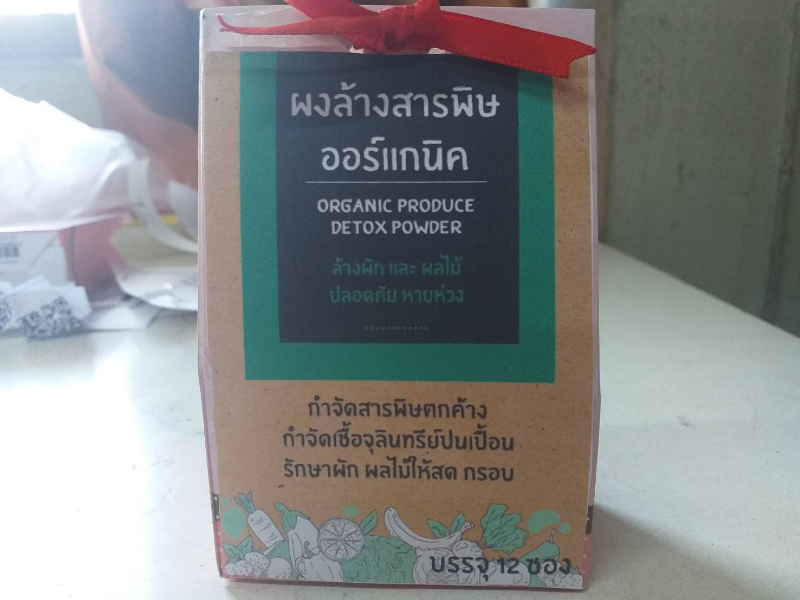 ผงล้างสารพิษ
ออร์แกนิค
ORGANIC PRODUCE
DETOX POWDER
ล้างผัก และ ผลไม้
ปลอดภัย หายห่วง
กำจัดสารพิษตกค้าง
กำจัดเชื้อจุลินทรีย์ปนเปื้อน
รักษาผัก ผลไม้ให้สด กรอบ
บรรจุ 12 ซอง